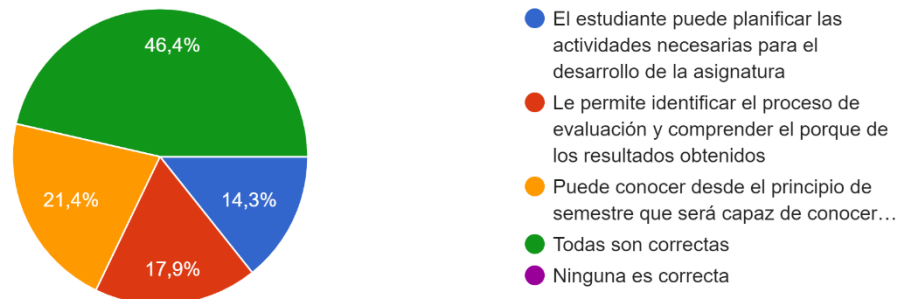 46,4%
21,4%
14,3%
17,9%
El estudiante puede planificar las
actividades necesarias para el
desarrollo de la asignatura
Le permite identificar el proceso de
evaluación y comprender el porque de
los resultados obtenidos
Puede conocer desde el principio de
semestre que será capaz de conocer…
Todas son correctas
Ninguna es correcta